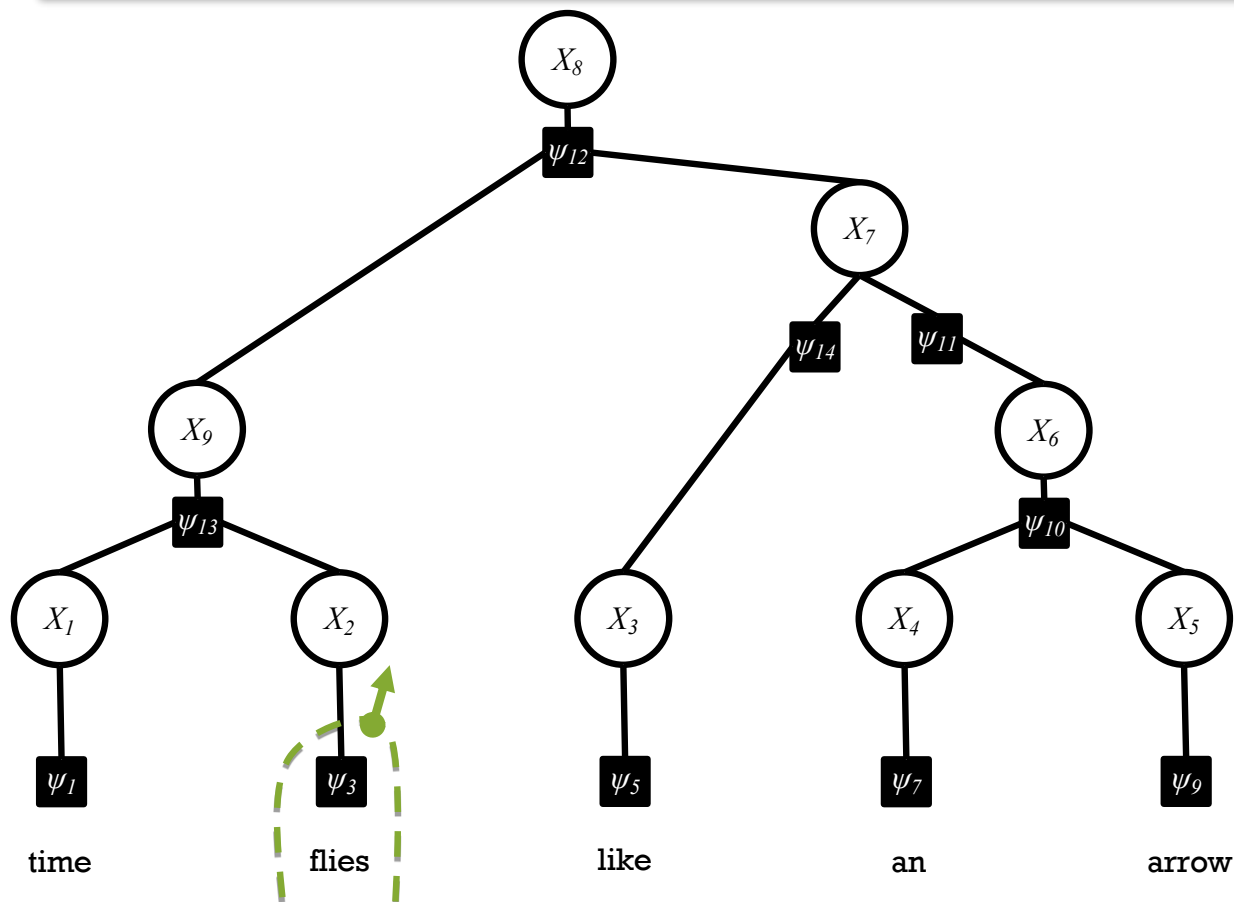 X₈
ψ₁₂
X₇
ψ₁₄ ψ₁₁
X₉ X₆
ψ₁₃ ψ₁₀
X₁ X₂ X₃ X₄ X₅
ψ₁ ψ₃ ψ₅ ψ₇ ψ₉
time flies like an arrow